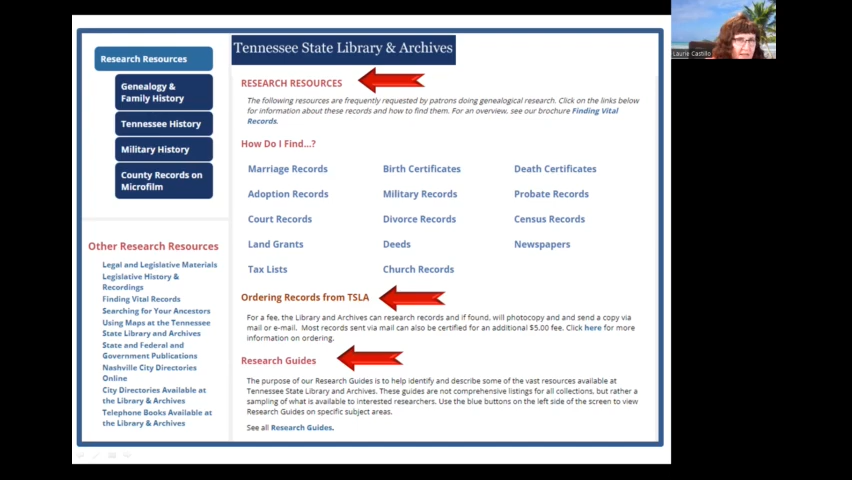 Research Resources
Genealogy &
Family History
Tennessee History
Military History
County Records on
Microfilm
Other Research Resources
Legal and Legislative Materials
Legislative History &
Recordings
Finding Vital Records
Searching for Your Ancestors
Using Maps at the Tennessee
State Library and Archives
State and Federal and
Government Publications
Nashville City Directories
Online
City Directories Available at
the Library & Archives
Telephone Books Available at
the Library & Archives
Tennessee State Library & Archives
RESEARCH RESOURCES
The following resources are frequently requested by patrons doing genealogical research. Click on the links below
for information about these records and how to find them. For an overview, see our brochure Finding Vital
Records.
How Do I Find...?
Marriage Records Birth Certificates Death Certificates
Adoption Records Military Records Probate Records
Court Records Divorce Records Census Records
Land Grants Deeds Newspapers
Tax Lists Church Records
Ordering Records from TSLA
For a fee, the Library and Archives can research records and if found, will photocopy and and send a copy via
mail or e-mail. Most records sent via mail can also be certified for an additional $5.00 fee. Click here for more
information on ordering.
Research Guides
The purpose of our Research Guides is to help identify and describe some of the vast resources available at
Tennessee State Library and Archives. These guides are not comprehensive listings for all collections, but rather a
sampling of what is available to interested researchers. Use the blue buttons on the left side of the screen to view
Research Guides on specific subject areas.
See all Research Guides.
Laurie Castillo